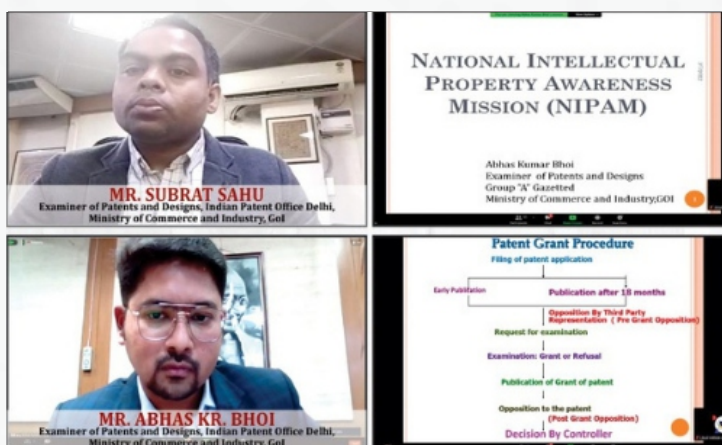 MR. SUBRAT SAHU
Examiner of Patents and Designs, Indian Patent Office Delhi,
Ministry of Commerce and Industry, GoI
NATIONAL INTELLECTUAL
PROPERTY AWARENESS
MISSION (NIPAM)
Abhas Kumar Bhoi
Examiner of Patents and Designs
Group "A" Gazetted
Ministry of Commerce and Industry,GOI
MR. ABHAS KR. BHOI
Examiner of Patents and Designs, Indian Patent Office Delhi,
Ministry of Commerce and Industry, GoI
Patent Grant Procedure
Filing of patent application
Early Publication
Publication after 18 months
Opposition By Third Party
Representation ( Pre Grant Opposition)
Request for examination
Examination: Grant or Refusal
Publication of Grant of patent
Opposition to the patent
(Post Grant Opposition)
Decision By Controller